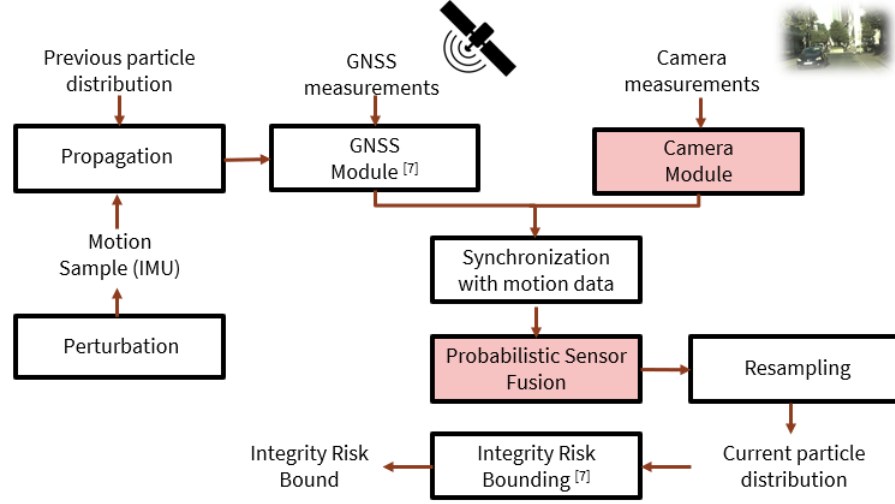 Previous particle
distribution
GNSS
measurements
Camera
measurements
Propagation
GNSS
Module [7]
Camera
Module
Motion
Sample (IMU)
Synchronization
with motion data
Perturbation
Probabilistic Sensor
Fusion
Resampling
Integrity Risk
Bound
Integrity Risk
Bounding [7]
Current particle
distribution